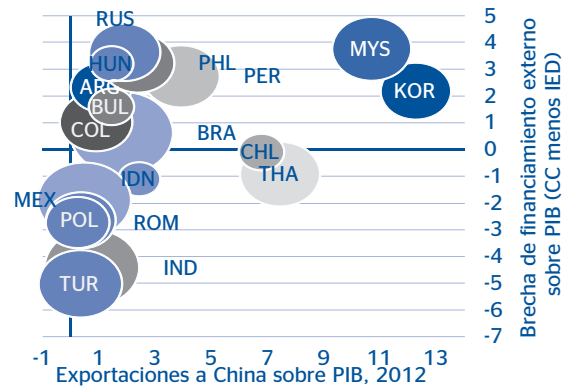 RUS
5
4
3
2
1
0
-1
-2
-3
-4
-5
-6
-7
MYS
HUN
PHL
PER
ARG
KOR
BUL
COL
BRA
CHL
IDN
THA
MEX
POL
ROM
IND
TUR
-1 1 3 5 7 9 11 13
Exportaciones a China sobre PIB, 2012
Brecha de financiamiento externo
sobre PIB (CC menos IED)